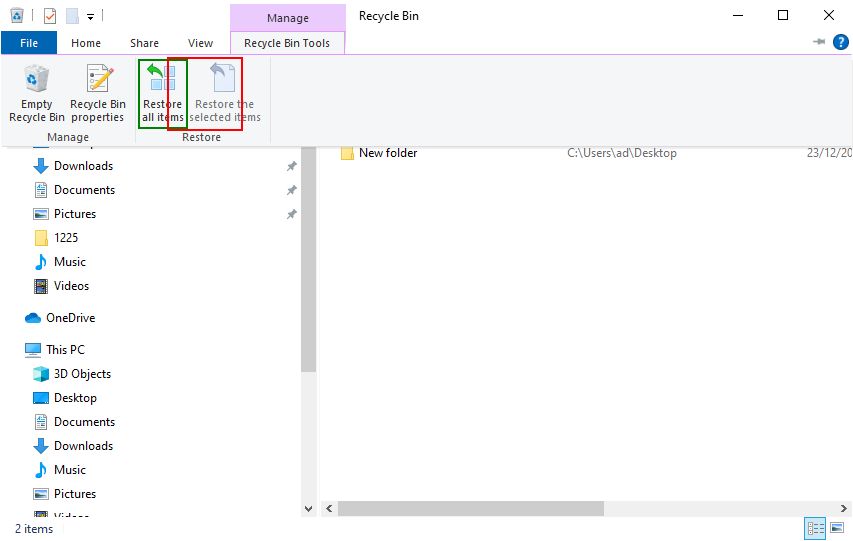 Manage
Recycle Bin
File
Home
Share
View
Recycle Bin Tools
Empty
Recycle Bin
Recycle Bin
properties
Restore
all items
Restore the
selected items
Manage
Restore
Downloads
Documents
Pictures
1225
Music
Videos
OneDrive
This PC
3D Objects
Desktop
Documents
Downloads
Music
Pictures
Videos
New folder
C:\Users\ad\Desktop
23/12/20
2 items